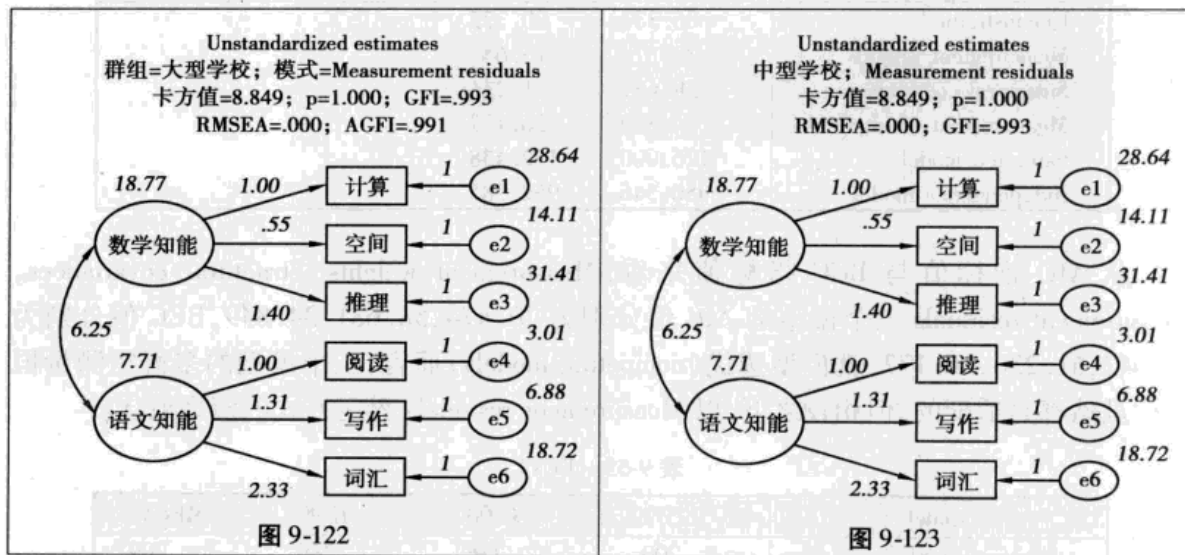 Unstandardized estimates
群组=大型学校；模式=Measurement residuals
卡方值=8.849；p=1.000；GFI=.993
RMSEA=.000；AGFI=.991
28.64
18.77
1.00
计算
1
e1
14.11
.55
数学知能
空间
1
e2
31.41
1.40
推理
1
e3
6.25
3.01
7.71
1.00
阅读
1
e4
6.88
语文知能
1.31
写作
1
e5
18.72
2.33
词汇
1
e6
图 9-122
Unstandardized estimates
中型学校；Measurement residuals
卡方值=8.849；p=1.000
RMSEA=.000；GFI=.993
28.64
18.77
1.00
计算
1
e1
14.11
.55
数学知能
空间
1
e2
31.41
1.40
推理
1
e3
6.25
3.01
7.71
1.00
阅读
1
e4
6.88
语文知能
1.31
写作
1
e5
18.72
2.33
词汇
1
e6
图 9-123